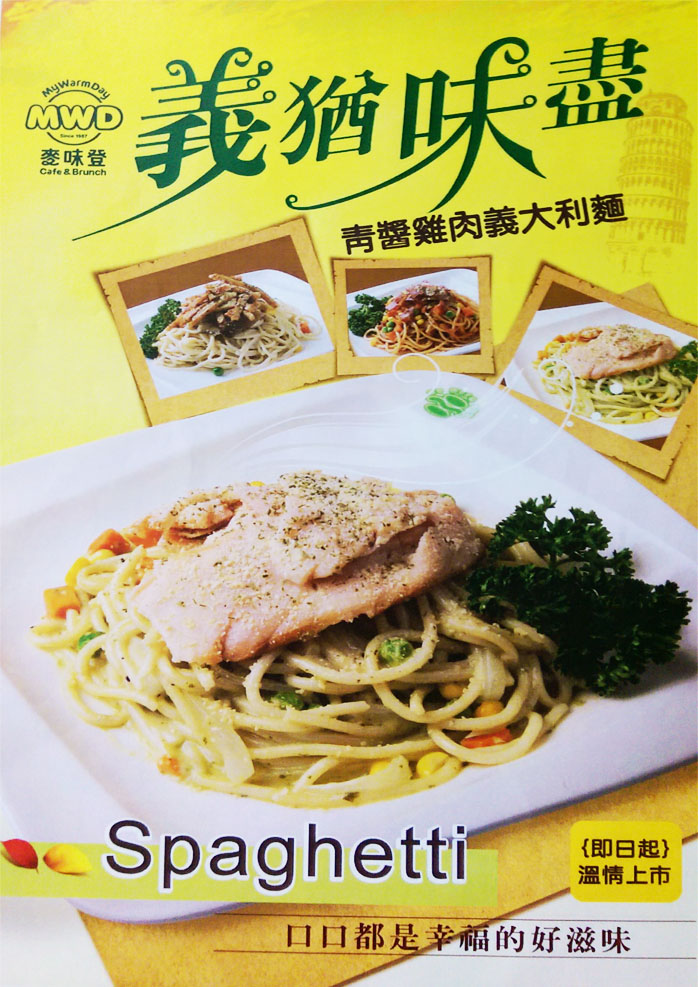 MyWarmDay
MWD
Since 1987
麥味登
Cafe & Brunch
義猶味盡
青醬雞肉義大利麵
Spaghetti
{即日起}
溫情上市
口口都是幸福的好滋味